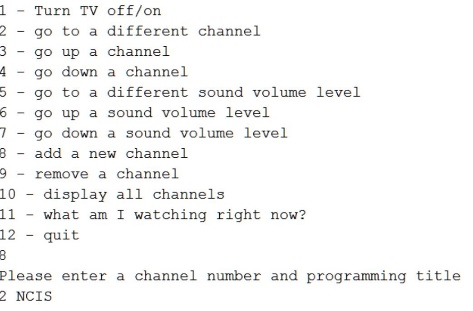 1 - Turn TV off/on
2 - go to a different channel
3 - go up a channel
4 - go down a channel
5 - go to a different sound volume level
6 - go up a sound volume level
7 - go down a sound volume level
8 - add a new channel
9 - remove a channel
10 - display all channels
11 - what am I watching right now?
12 - quit
8
Please enter a channel number and programming title
2 NCIS